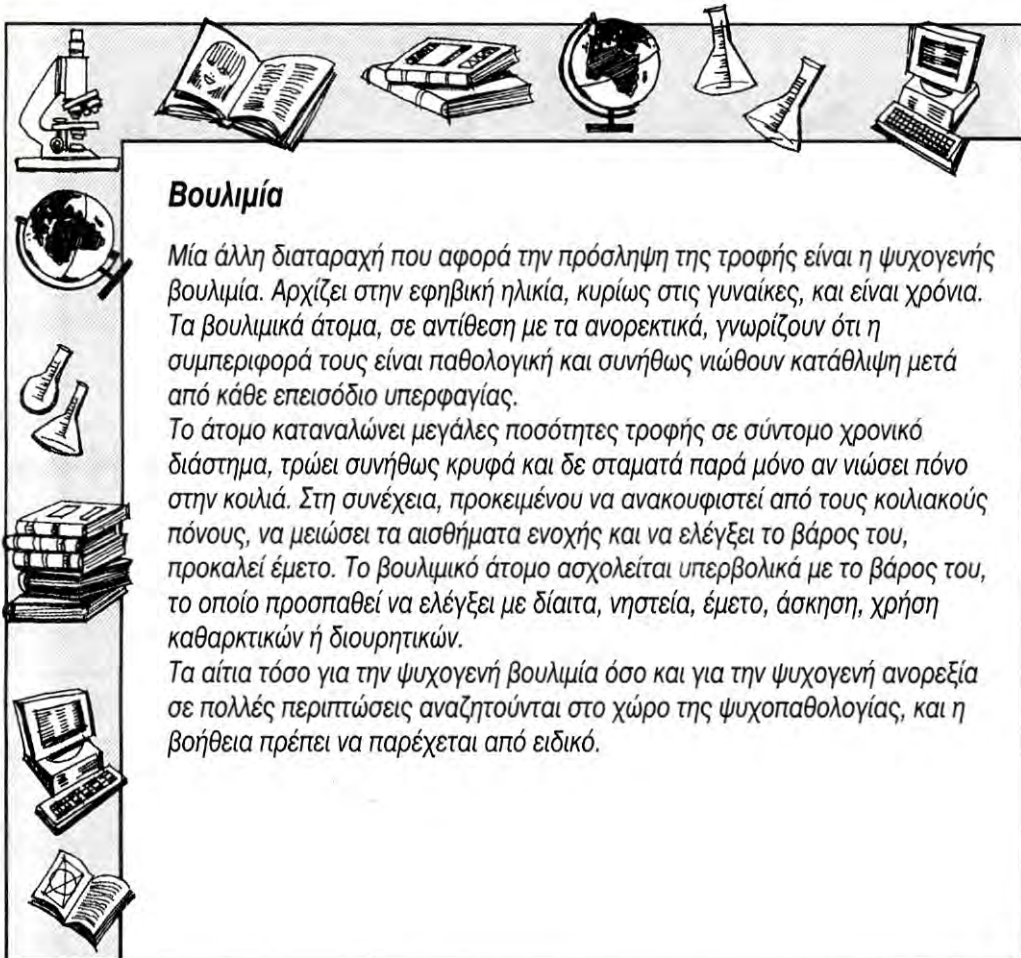 Βουλιμία
Μία άλλη διαταραχή που αφορά την πρόσληψη της τροφής είναι η ψυχογενής
βουλιμία. Αρχίζει στην εφηβική ηλικία, κυρίως στις γυναίκες, και είναι χρόνια.
Τα βουλιμικά άτομα, σε αντίθεση με τα ανορεκτικά, γνωρίζουν ότι η
συμπεριφορά τους είναι παθολογική και συνήθως νιώθουν κατάθλιψη μετά
από κάθε επεισόδιο υπερφαγίας.
Το άτομο καταναλώνει μεγάλες ποσότητες τροφής σε σύντομο χρονικό
διάστημα, τρώει συνήθως κρυφά και δε σταματά παρά μόνο αν νιώσει πόνο
στην κοιλιά. Στη συνέχεια, προκειμένου να ανακουφιστεί από τους κοιλιακούς
πόνους, να μειώσει τα αισθήματα ενοχής και να ελέγξει το βάρος του,
προκαλεί έμετο. Το βουλιμικό άτομο ασχολείται υπερβολικά με το βάρος του,
το οποίο προσπαθεί να ελέγξει με δίαιτα, νηστεία, έμετο, άσκηση, χρήση
καθαρκτικών ή διουρητικών.
Τα αίτια τόσο για την ψυχογενή βουλιμία όσο και για την ψυχογενή ανορεξία
σε πολλές περιπτώσεις αναζητούνται στο χώρο της ψυχοπαθολογίας, και η
βοήθεια πρέπει να παρέχεται από ειδικό.